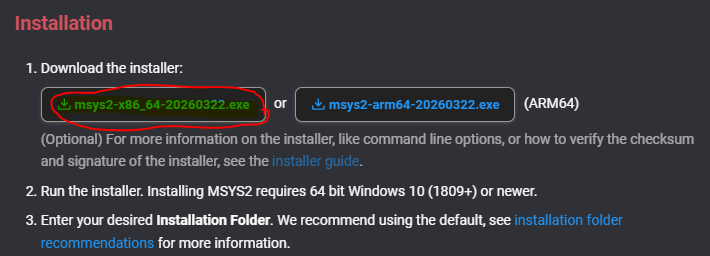 Installation
1. Download the installer:
msys2-x86_64-20260322.exe or msys2-arm64-20260322.exe (ARM64)
(Optional) For more information on the installer, like command line options, or how to verify the checksum
and signature of the installer, see the installer guide.
2. Run the installer. Installing MSYS2 requires 64 bit Windows 10 (1809+) or newer.
3. Enter your desired Installation Folder. We recommend using the default, see installation folder
recommendations for more information.